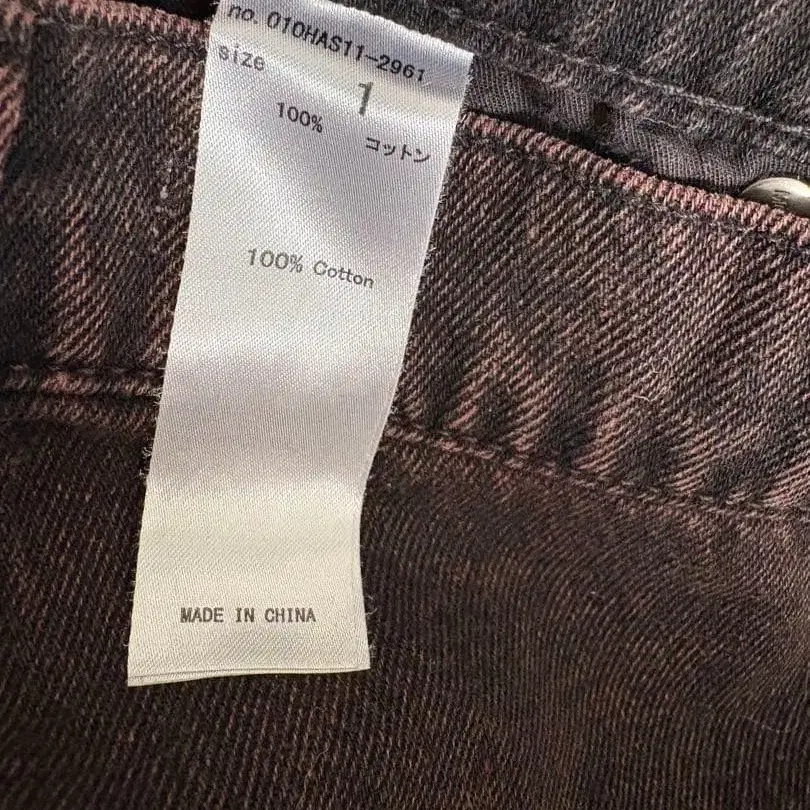 no. 010HAS11-2961
size 1
100% コットン
100% Cotton
MADE IN CHINA